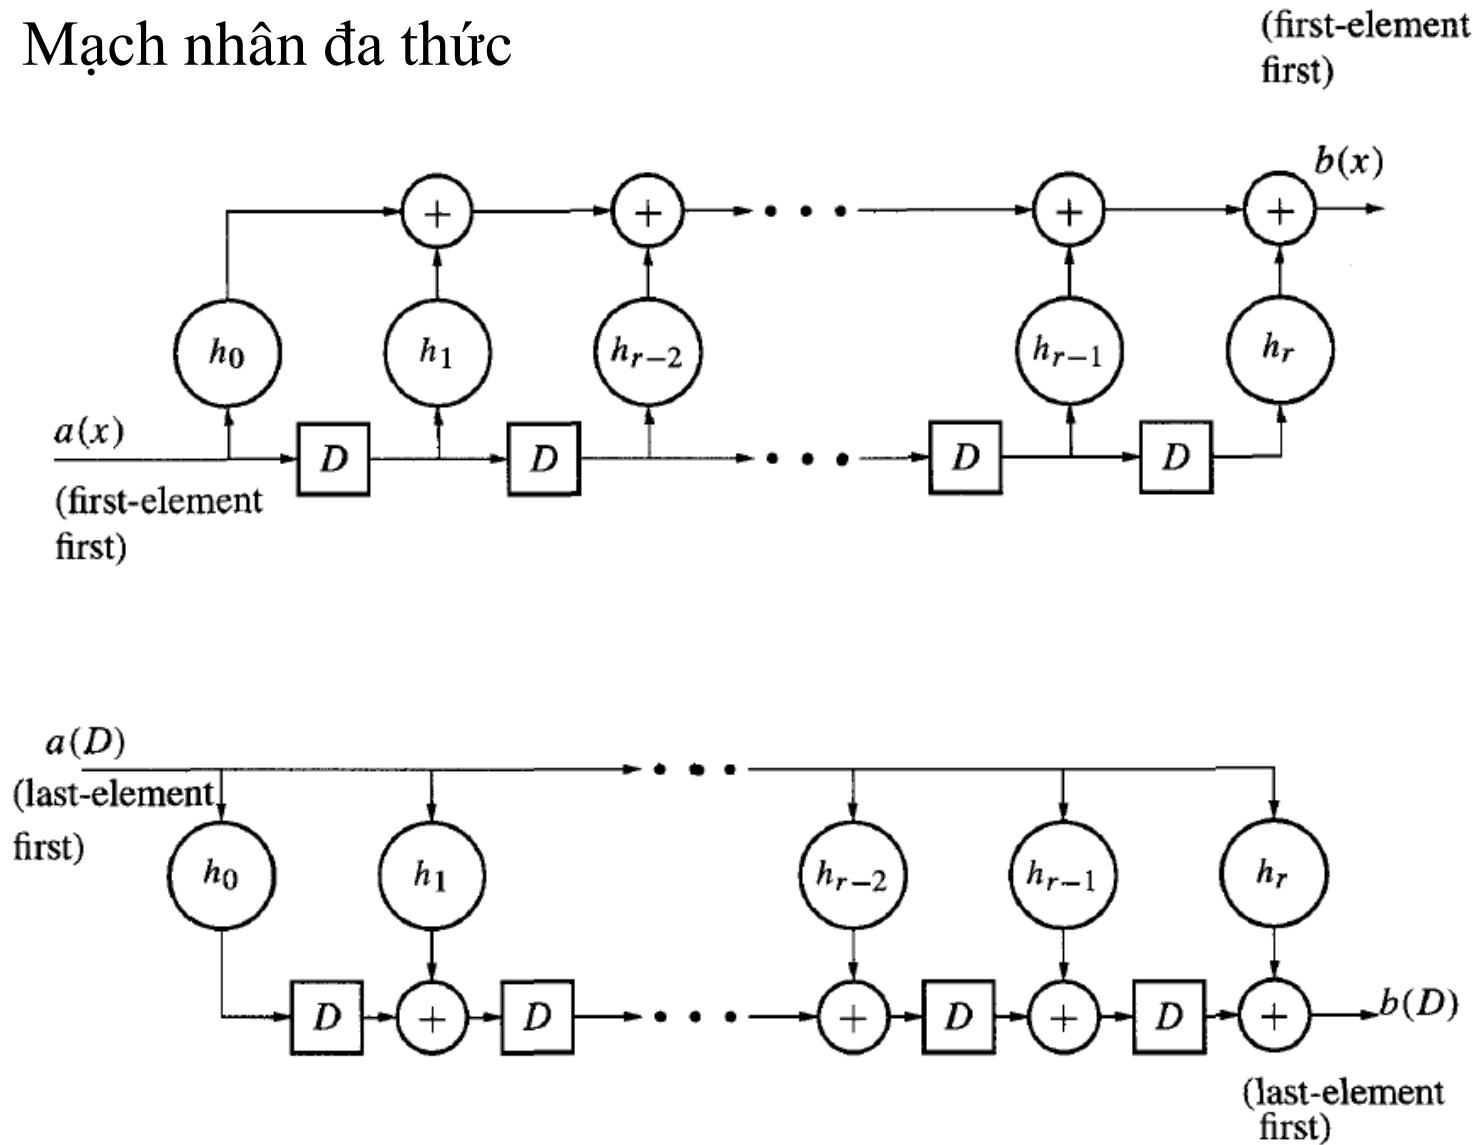 Mạch nhân đa thức
(first-element
first)
b(x)
+ + + +
h0 h1 hr−2 hr−1 hr
a(x)
D D D D
(first-element
first)
a(D)
(last-element
first)
h0 h1 hr−2 hr−1 hr
D + D + D + D +
b(D)
(last-element
first)